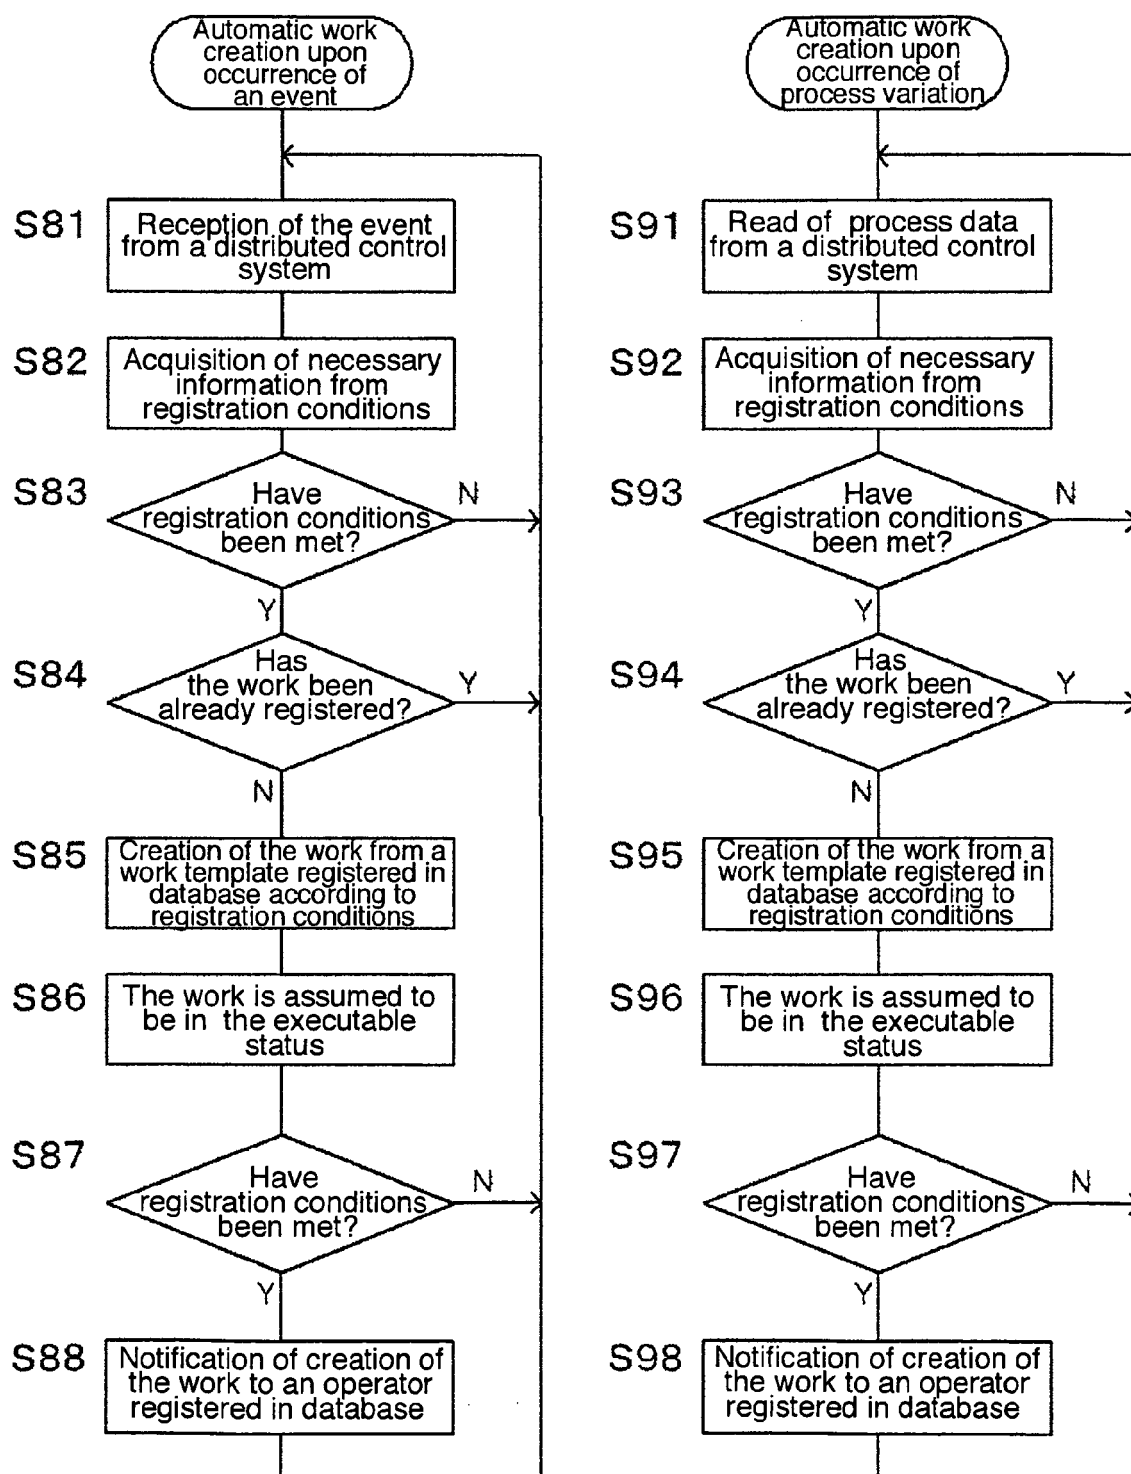 Automatic work
creation upon
occurrence of
an event
S81
Reception of the event
from a distributed control
system
S82
Acquisition of necessary
information from
registration conditions
S83
Have
registration conditions
been met?
N
Y
S84
Has
the work been
already registered?
Y
N
S85
Creation of the work from a
work template registered in
database according to
registration conditions
S86
The work is assumed to
be in the executable
status
S87
Have
registration conditions
been met?
N
Y
S88
Notification of creation of
the work to an operator
registered in database
Automatic work
creation upon
occurrence of
process variation
S91
Read of process data
from a distributed control
system
S92
Acquisition of necessary
information from
registration conditions
S93
Have
registration conditions
been met?
N
Y
S94
Has
the work been
already registered?
Y
N
S95
Creation of the work from a
work template registered in
database according to
registration conditions
S96
The work is assumed to
be in the executable
status
S97
Have
registration conditions
been met?
N
Y
S98
Notification of creation of
the work to an operator
registered in database